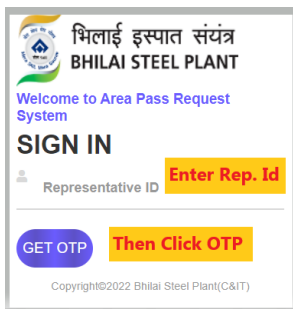 भिलाई इस्पात संयंत्र
BHILAI STEEL PLANT
Welcome to Area Pass Request
System
SIGN IN
Enter Rep. Id
Representative ID
GET OTP
Then Click OTP
Copyright©2022 Bhilai Steel Plant(C&IT)